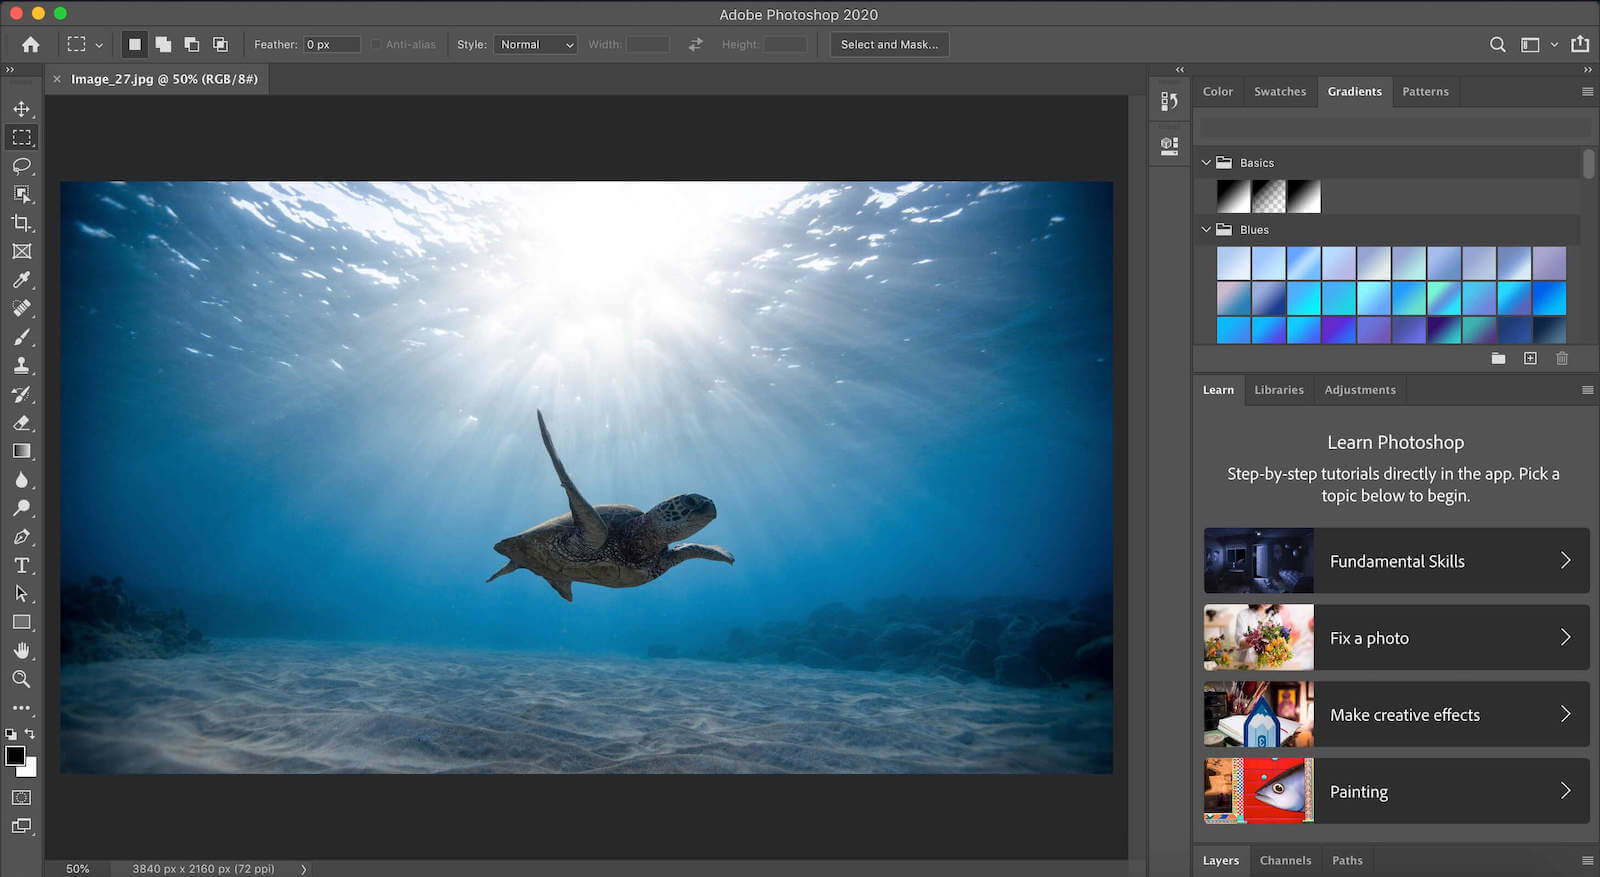 Adobe Photoshop 2020
Feather: 0 px Anti-alias Style: Normal Width: Height: Select and Mask...
Image_27.jpg @ 50% (RGB/8#)
Color Swatches Gradients Patterns
Basics
Blues
Learn Libraries Adjustments
Learn Photoshop
Step-by-step tutorials directly in the app. Pick a
topic below to begin.
Fundamental Skills
Fix a photo
Make creative effects
Painting
Layers Channels Paths
50% 3840 px x 2160 px (72 ppi)